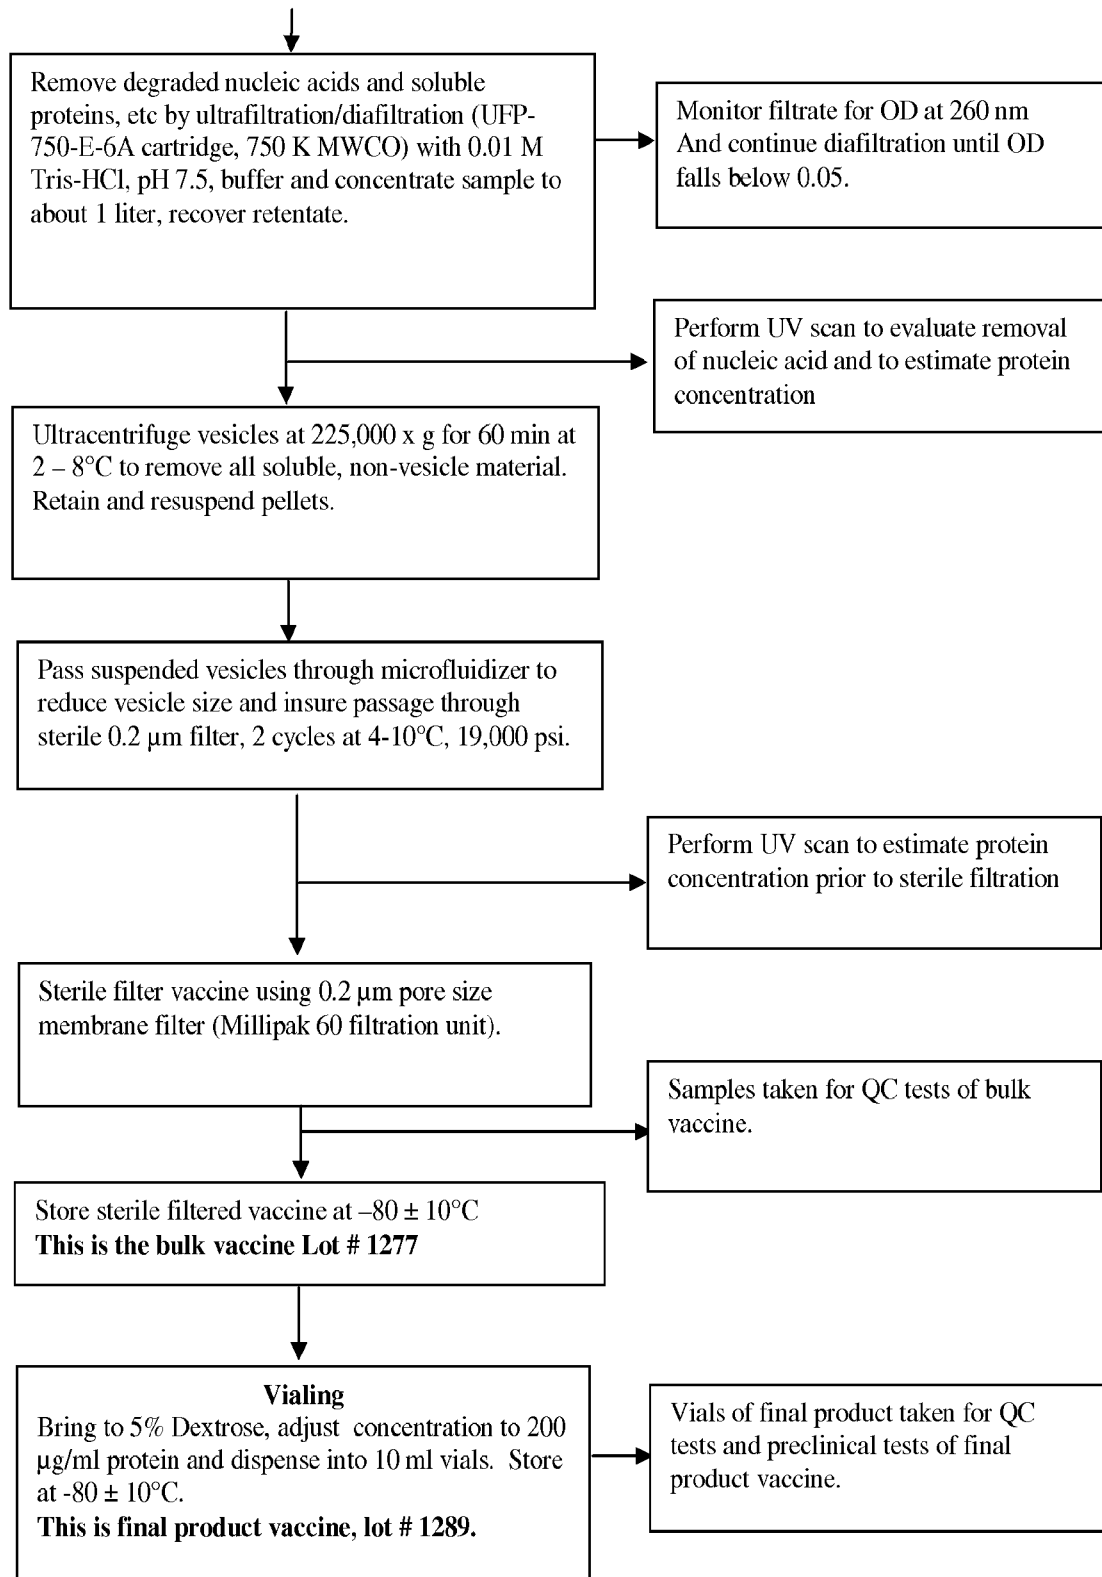 Remove degraded nucleic acids and soluble
proteins, etc by ultrafiltration/diafiltration (UFP-
750-E-6A cartridge, 750 K MWCO) with 0.01 M
Tris-HCl, pH 7.5, buffer and concentrate sample to
about 1 liter, recover retentate.
Monitor filtrate for OD at 260 nm
And continue diafiltration until OD
falls below 0.05.
Perform UV scan to evaluate removal
of nucleic acid and to estimate protein
concentration
Ultracentrifuge vesicles at 225,000 x g for 60 min at
2 – 8°C to remove all soluble, non-vesicle material.
Retain and resuspend pellets.
Pass suspended vesicles through microfluidizer to
reduce vesicle size and insure passage through
sterile 0.2 µm filter, 2 cycles at 4-10°C, 19,000 psi.
Perform UV scan to estimate protein
concentration prior to sterile filtration
Sterile filter vaccine using 0.2 µm pore size
membrane filter (Millipak 60 filtration unit).
Samples taken for QC tests of bulk
vaccine.
Store sterile filtered vaccine at –80 ± 10°C
This is the bulk vaccine Lot # 1277
Vialing
Bring to 5% Dextrose, adjust concentration to 200
µg/ml protein and dispense into 10 ml vials. Store
at -80 ± 10°C.
This is final product vaccine, lot # 1289.
Vials of final product taken for QC
tests and preclinical tests of final
product vaccine.